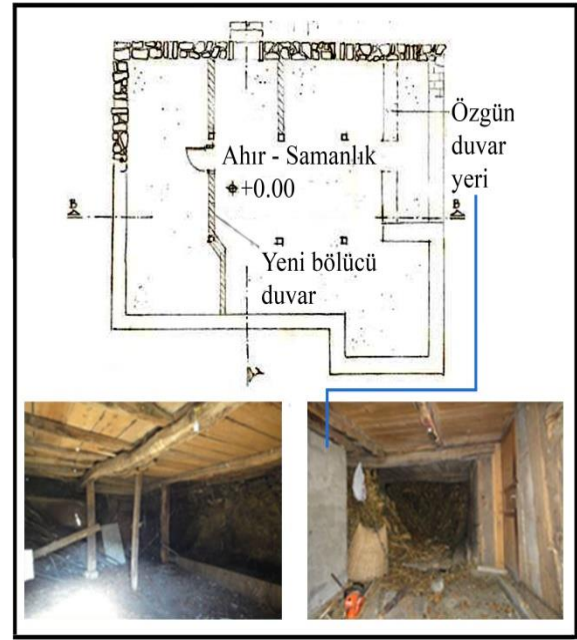 Özgün
duvar
yeri
Ahır - Samanlık
+0.00
B
B
Yeni bölücü
duvar
A